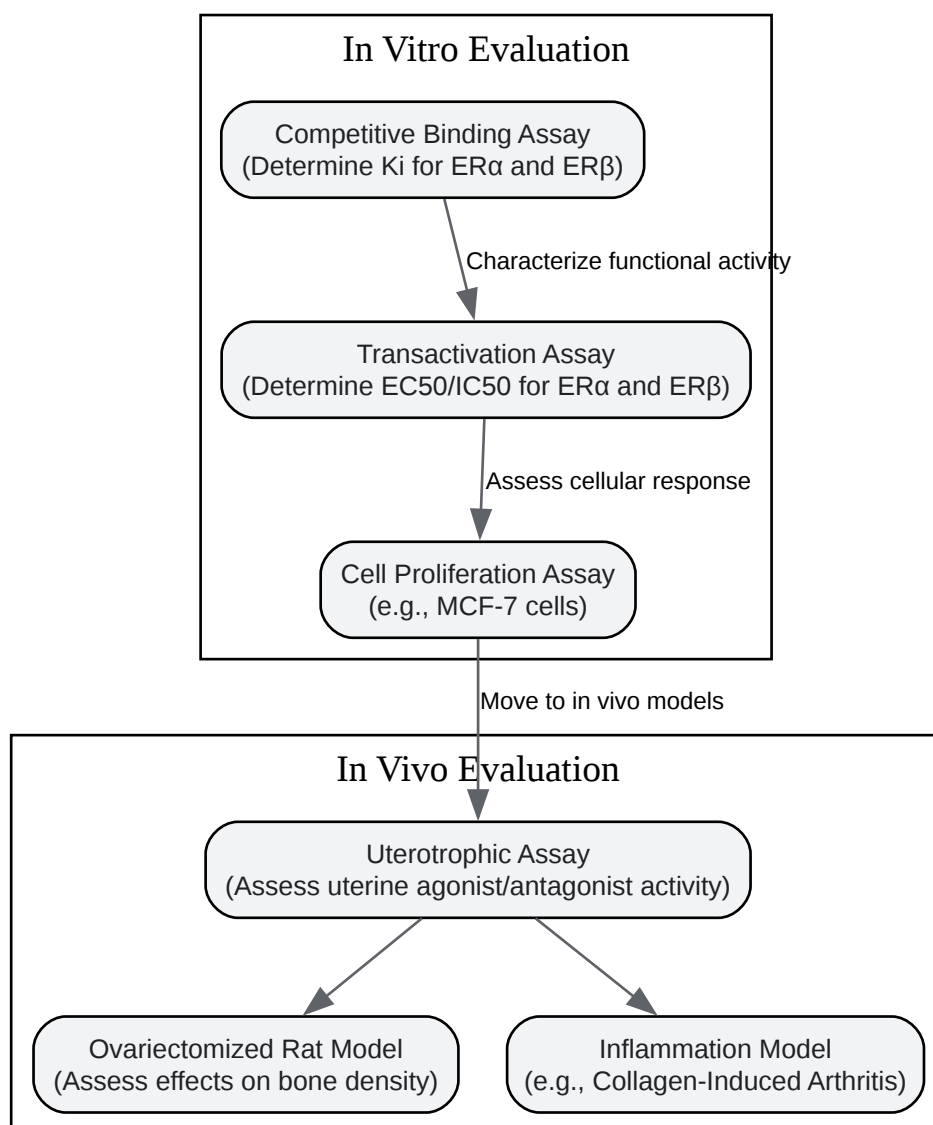 In Vitro Evaluation
Competitive Binding Assay
(Determine Ki for ERα and ERβ)
Characterize functional activity
Transactivation Assay
(Determine EC50/IC50 for ERα and ERβ)
Assess cellular response
Cell Proliferation Assay
(e.g., MCF-7 cells)
Move to in vivo models
In Vivo Evaluation
Uterotrophic Assay
(Assess uterine agonist/antagonist activity)
Ovariectomized Rat Model
(Assess effects on bone density)
Inflammation Model
(e.g., Collagen-Induced Arthritis)